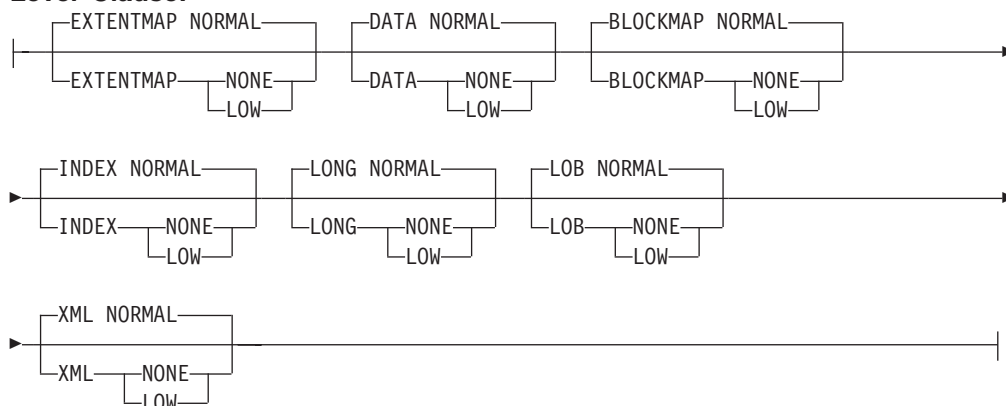 Level Clause:
EXTENTMAP NORMAL DATA NORMAL BLOCKMAP NORMAL
EXTENTMAP NONE DATA NONE BLOCKMAP NONE
LOW LOW LOW
INDEX NORMAL LONG NORMAL LOB NORMAL
INDEX NONE LONG NONE LOB NONE
LOW LOW LOW
XML NORMAL
XML NONE
LOW